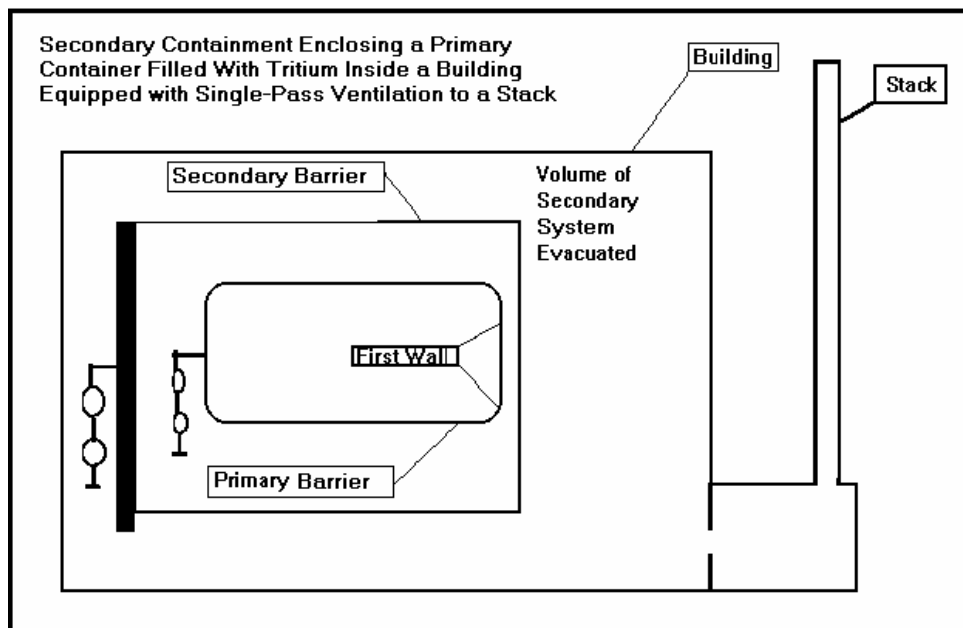 Secondary Containment Enclosing a Primary
Container Filled With Tritium Inside a Building
Equipped with Single-Pass Ventilation to a Stack
Building
Stack
Secondary Barrier
Volume of
Secondary
System
Evacuated
First Wall
Primary Barrier